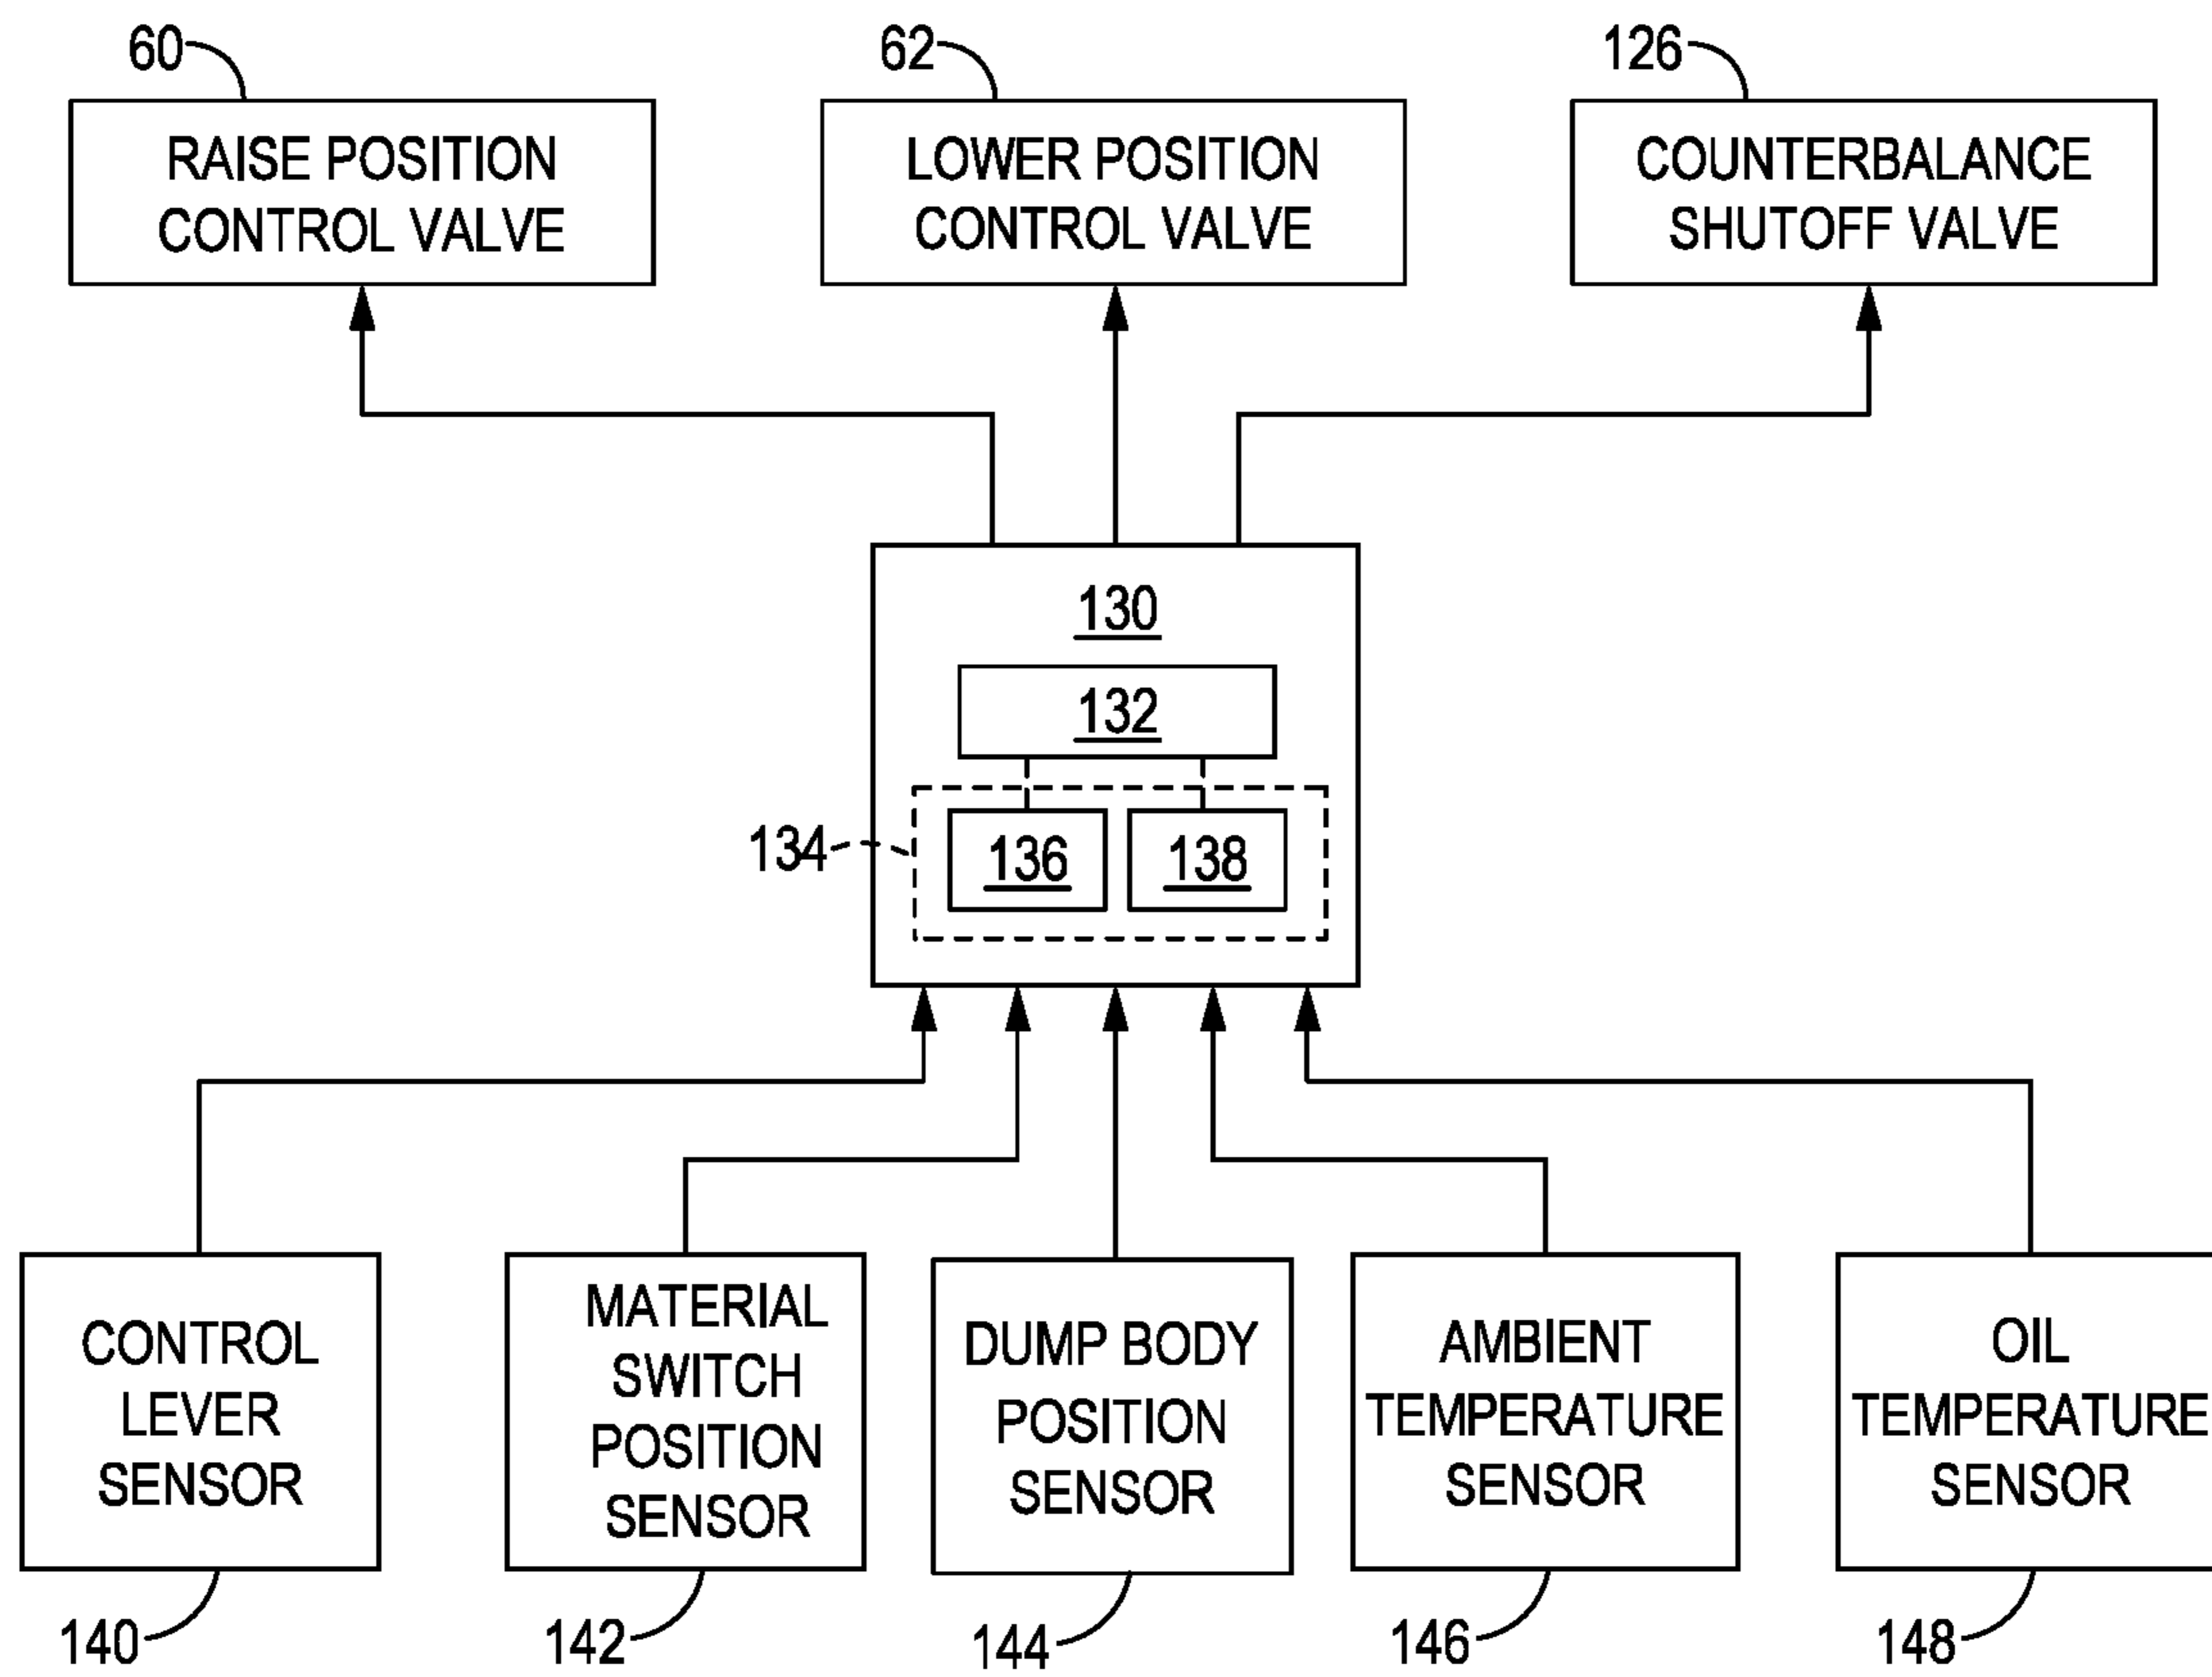 60
62
126
RAISE POSITION
CONTROL VALVE
LOWER POSITION
CONTROL VALVE
COUNTERBALANCE
SHUTOFF VALVE
130
132
134
136
138
CONTROL
LEVER
SENSOR
MATERIAL
SWITCH
POSITION
SENSOR
DUMP BODY
POSITION
SENSOR
AMBIENT
TEMPERATURE
SENSOR
OIL
TEMPERATURE
SENSOR
140
142
144
146
148